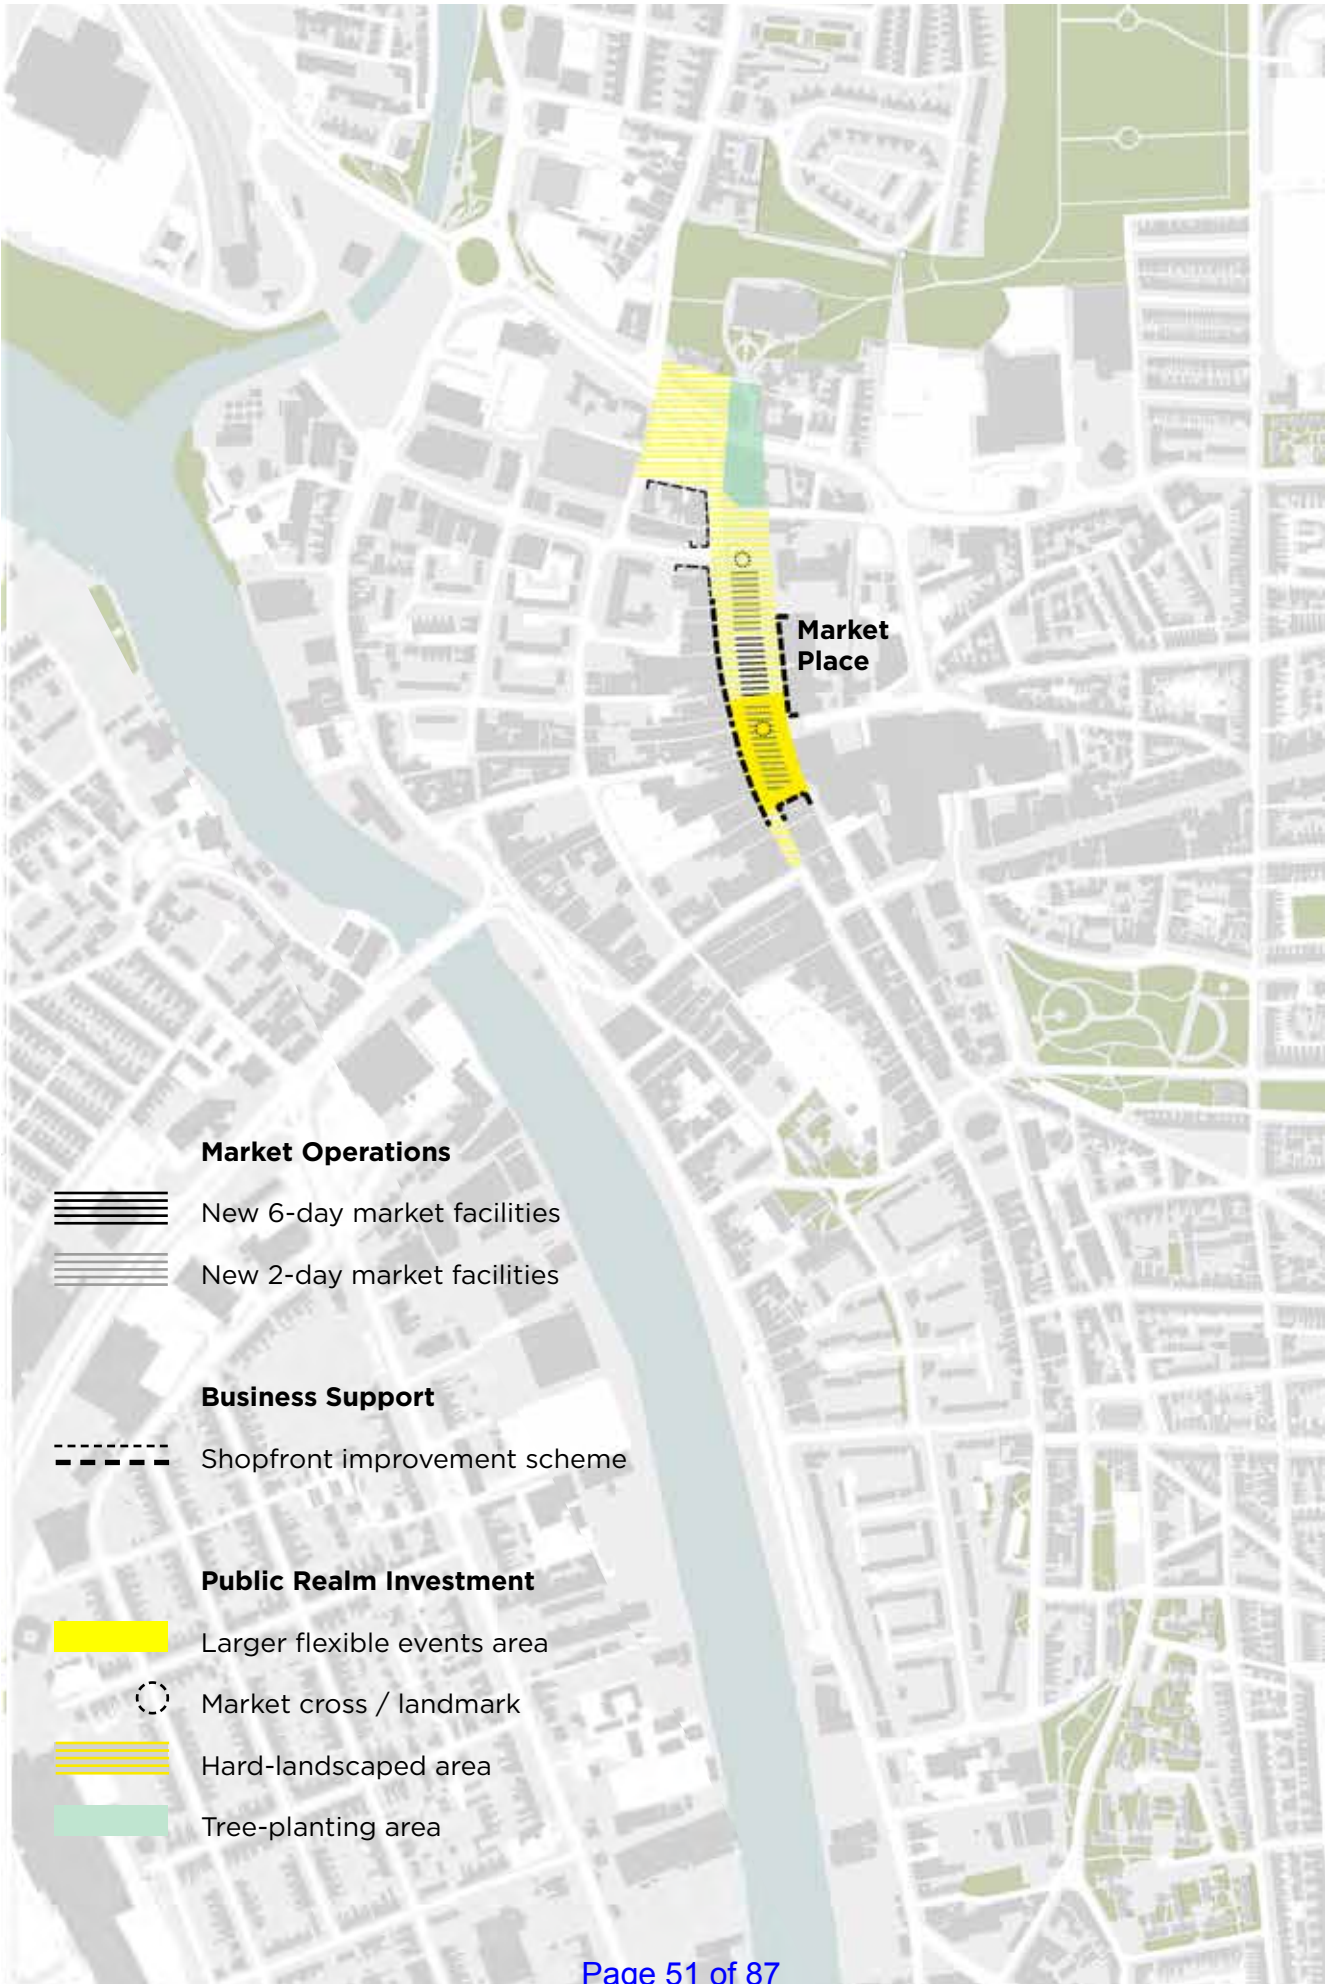 Market
Place
Market Operations
New 6-day market facilities
New 2-day market facilities
Business Support
Shopfront improvement scheme
Public Realm Investment
Larger flexible events area
Market cross / landmark
Hard-landscaped area
Tree-planting area
Page 51 of 87